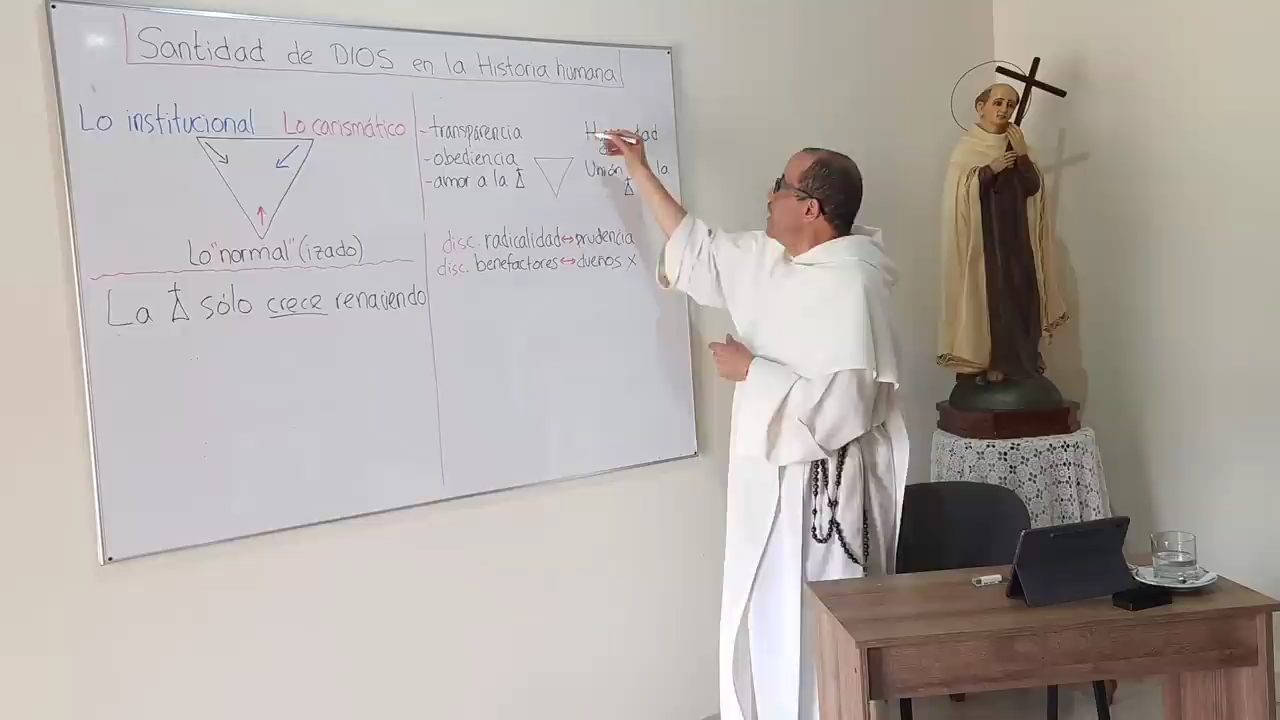 Santidad de DIOS en la Historia humana
Lo institucional
Lo carismático
Lo "normal" (izado)
La sólo crece renaciendo
-transparencia
-obediencia
-amor a la
Unión la
disc. radicalidad↔prudencia
disc. benefactores↔dueños x